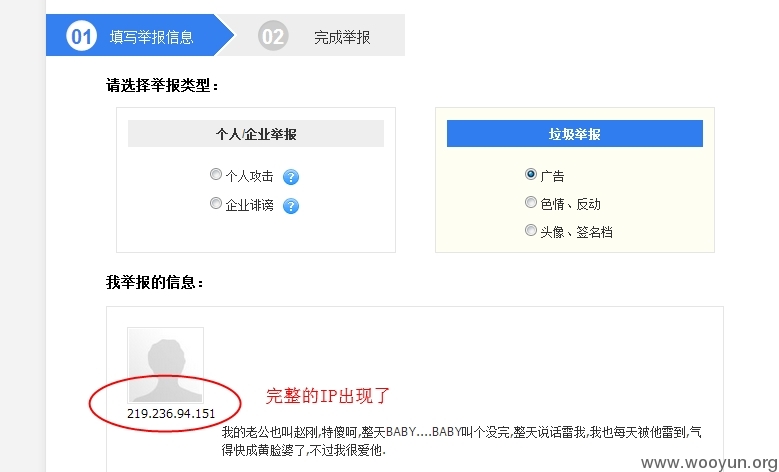 01 填写举报信息 02 完成举报
请选择举报类型：
个人/企业举报 垃圾举报
个人攻击 ? 广告
企业诽谤 ? 色情、反动
头像、签名档
我举报的信息：
完整的IP出现了
219.236.94.151
我的老公也叫赵刚,特傻呵,整天BABY....BABY叫个没完,整天说话雷我,我也每天被他雷到,气
得快成黄脸婆了,不过我很爱他.
www.wooyun.org